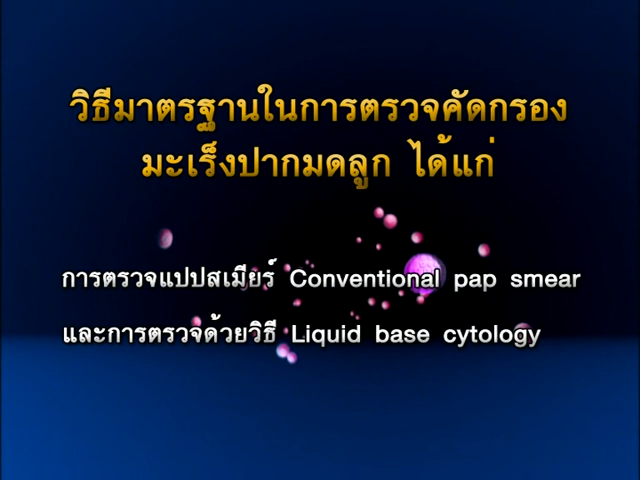 วิธีมาตรฐานในการตรวจคัดกรอง
มะเร็งปากมดลูก ได้แก่
การตรวจแปปสเมียร์ Conventional pap smear
และการตรวจด้วยวิธี Liquid base cytology